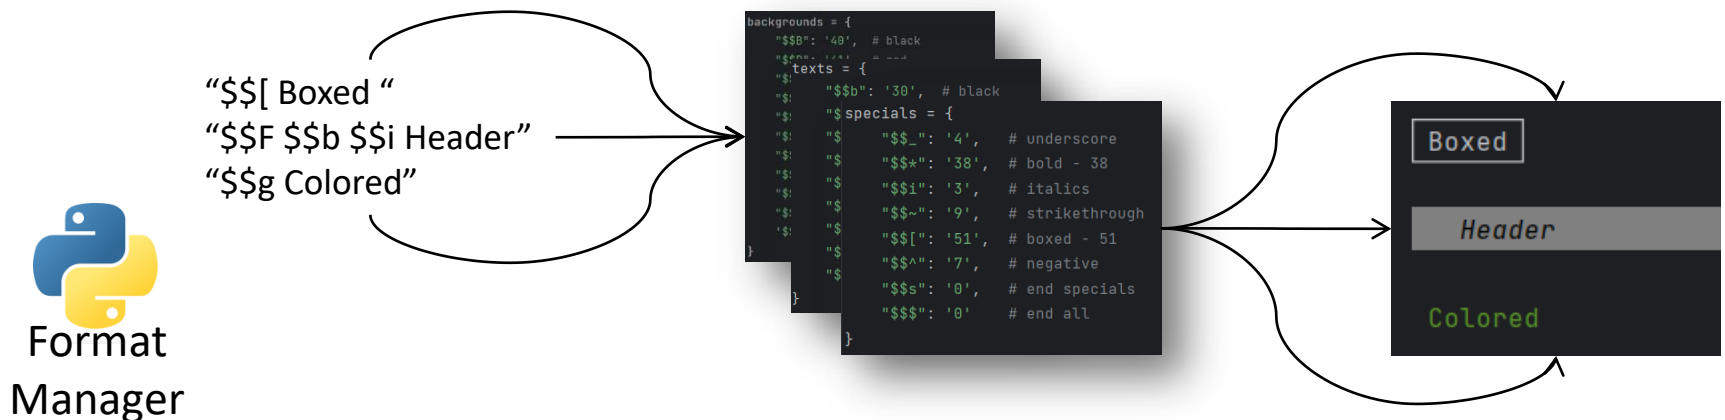 “$$[ Boxed “
“$$F $$b $$i Header”
“$$g Colored”
Format
Manager
backgrounds = {
"$$B": '40', # black
texts = {
"$$b": '30', # black
specials = {
"$$_": '4', # underscore
"$$*": '38', # bold - 38
"$$i": '3', # italics
"$$~": '9', # strikethrough
"$$[": '51', # boxed - 51
"$$^": '7', # negative
"$$s": '0', # end specials
"$$$": '0' # end all
}
}
}
Boxed
Header
Colored